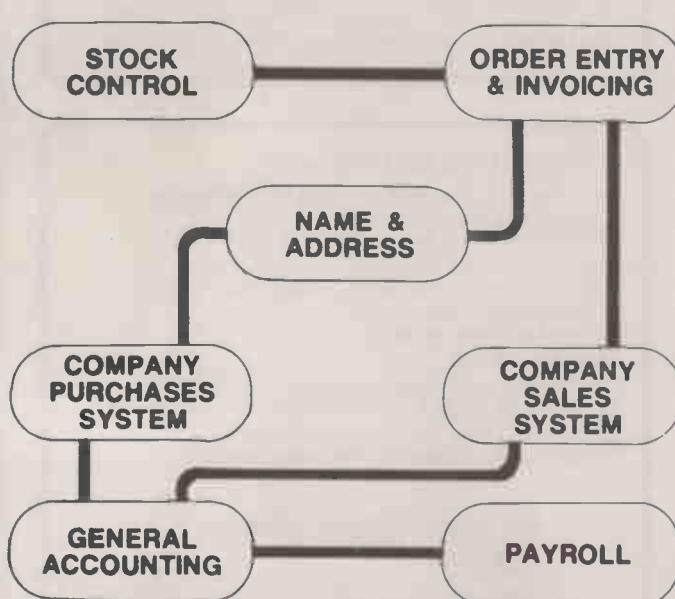 STOCK
CONTROL
ORDER ENTRY
& INVOICING
NAME &
ADDRESS
COMPANY
PURCHASES
SYSTEM
COMPANY
SALES
SYSTEM
GENERAL
ACCOUNTING
PAYROLL